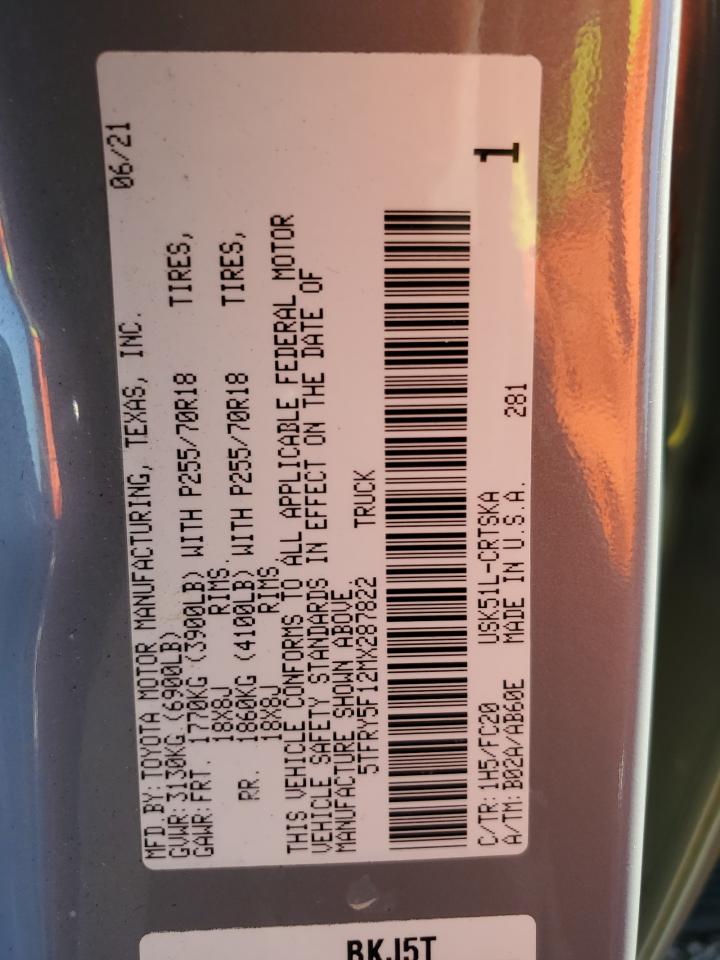 06/21
MFD.BY:TOYOTA MOTOR MANUFACTURING, TEXAS, INC.
GVWR:3130KG (6900LB)
GAWR:FRT. 1770KG (3900LB) WITH P255/70R18 TIRES,
18X8J RIMS.
RR. 1860KG (4100LB) WITH P255/70R18 TIRES,
18X8J RIMS.
THIS VEHICLE CONFORMS TO ALL APPLICABLE FEDERAL MOTOR
VEHICLE SAFETY STANDARDS IN EFFECT ON THE DATE OF
MANUFACTURE SHOWN ABOVE.
5TFRY5F12MX287822 TRUCK
1
C/TR:1H5/FC20 USK51L-CRTSKA
A/TM:B02A/AB60E MADE IN U.S.A. 281
BKJ5T